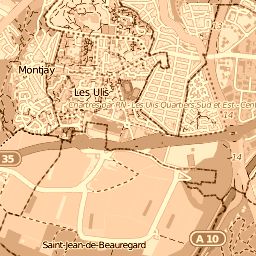 Montjay
Les Ulis
Chartres par RN - Les Ulis Quartiers Sud et Est - Cent
14
35
14
A 10
Saint-Jean-de-Beauregard